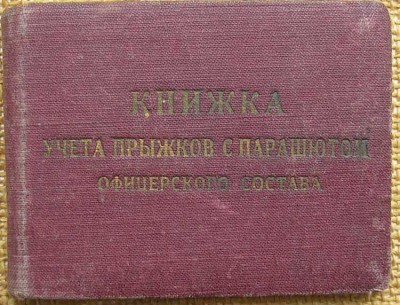 КНИЖКА
УЧЕТА ПРЫЖКОВ С ПАРАШЮТОМ
ОФИЦЕРСКОГО СОСТАВА